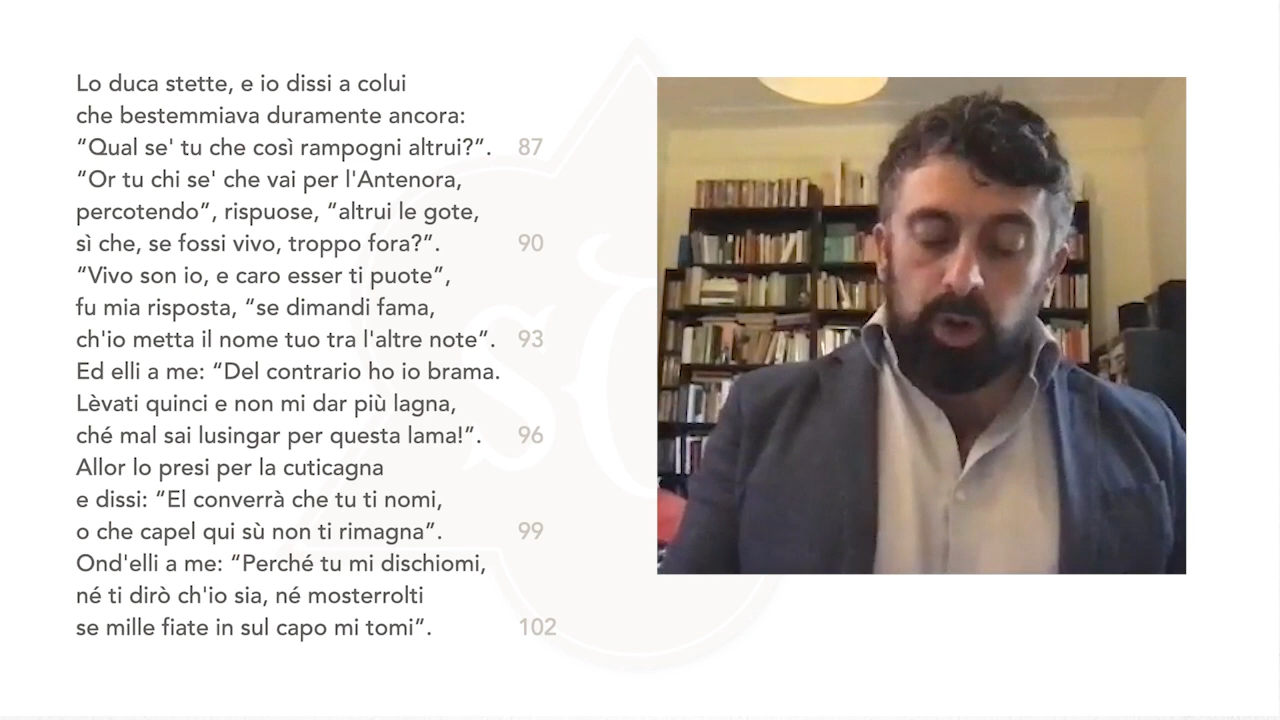 Lo duca stette, e io dissi a colui
che bestemmiava duramente ancora:
“Qual se' tu che così rampogni altrui?”. 87
“Or tu chi se' che vai per l'Antenora,
percotendo”, rispuose, “altrui le gote,
sì che, se fossi vivo, troppo fora?”. 90
“Vivo son io, e caro esser ti puote”,
fu mia risposta, “se dimandi fama,
ch'io metta il nome tuo tra l'altre note”. 93
Ed elli a me: “Del contrario ho io brama.
Lèvati quinci e non mi dar più lagna,
ché mal sai lusingar per questa lama!”. 96
Allor lo presi per la cuticagna
e dissi: “El converrà che tu ti nomi,
o che capel qui sù non ti rimagna”. 99
Ond'elli a me: “Perché tu mi dischiomi,
né ti dirò ch'io sia, né mosterrolti
se mille fiate in sul capo mi tomi”. 102